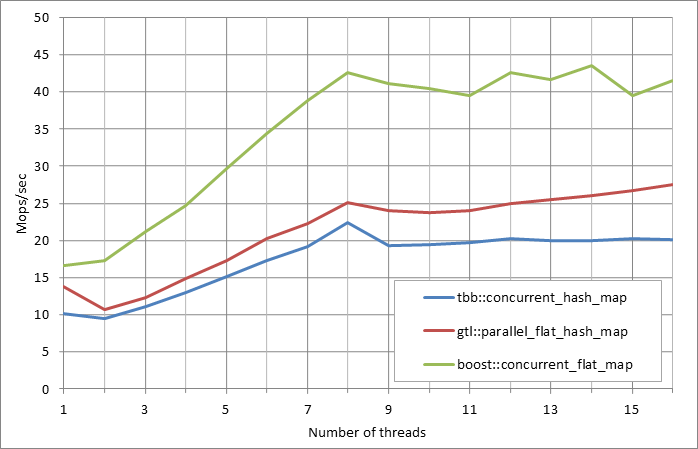 50
45
40
35
30
25
20
15
10
5
0
Mops/sec
tbb::concurrent_hash_map
gtl::parallel_flat_hash_map
boost::concurrent_flat_map
1 3 5 7 9 11 13 15
Number of threads